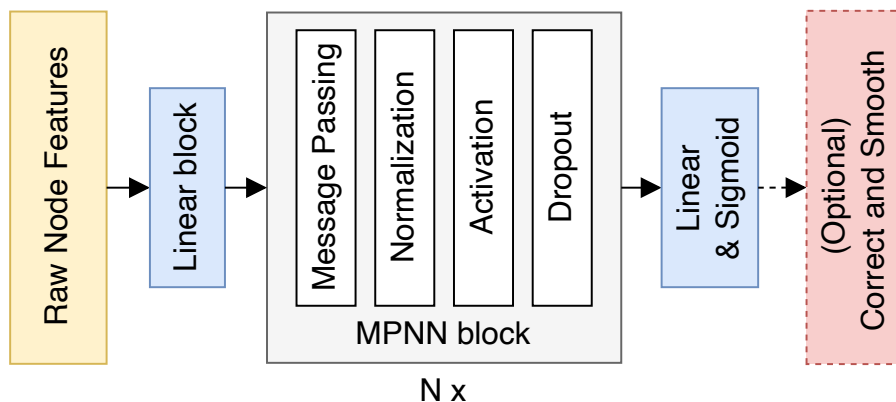 Raw Node Features
Linear block
Message Passing
Normalization
Activation
Dropout
MPNN block
N x
Linear
& Sigmoid
(Optional)
Correct and Smooth